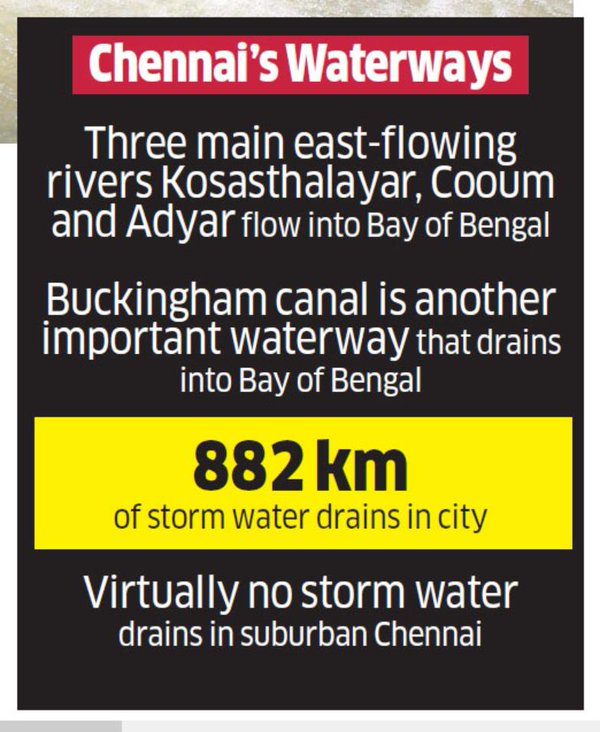 Chennai's Waterways
Three main east-flowing
rivers Kosasthalayar, Cooum
and Adyar flow into Bay of Bengal
Buckingham canal is another
important waterway that drains
into Bay of Bengal
882 km
of storm water drains in city
Virtually no storm water
drains in suburban Chennai